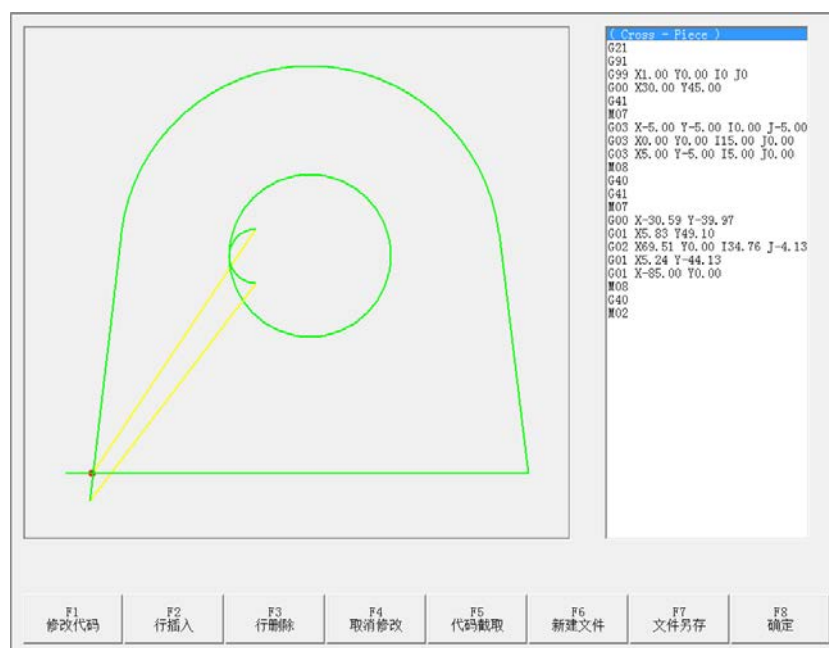 ( Cross - Piece )
G21
G91
G99 X1.00 Y0.00 I0 J0
G00 X30.00 Y45.00
G41
M07
G03 X-5.00 Y-5.00 I0.00 J-5.00
G03 X0.00 Y0.00 I15.00 J0.00
G03 X5.00 Y-5.00 I5.00 J0.00
M08
G40
G41
M07
G00 X-30.59 Y-39.97
G01 X5.83 Y49.10
G02 X69.51 Y0.00 I34.76 J-4.13
G01 X5.24 Y-44.13
G01 X-85.00 Y0.00
M08
G40
M02
F1
修改代码
F2
行插入
F3
行删除
F4
取消修改
F5
代码截取
F6
新建文件
F7
文件另存
F8
确定